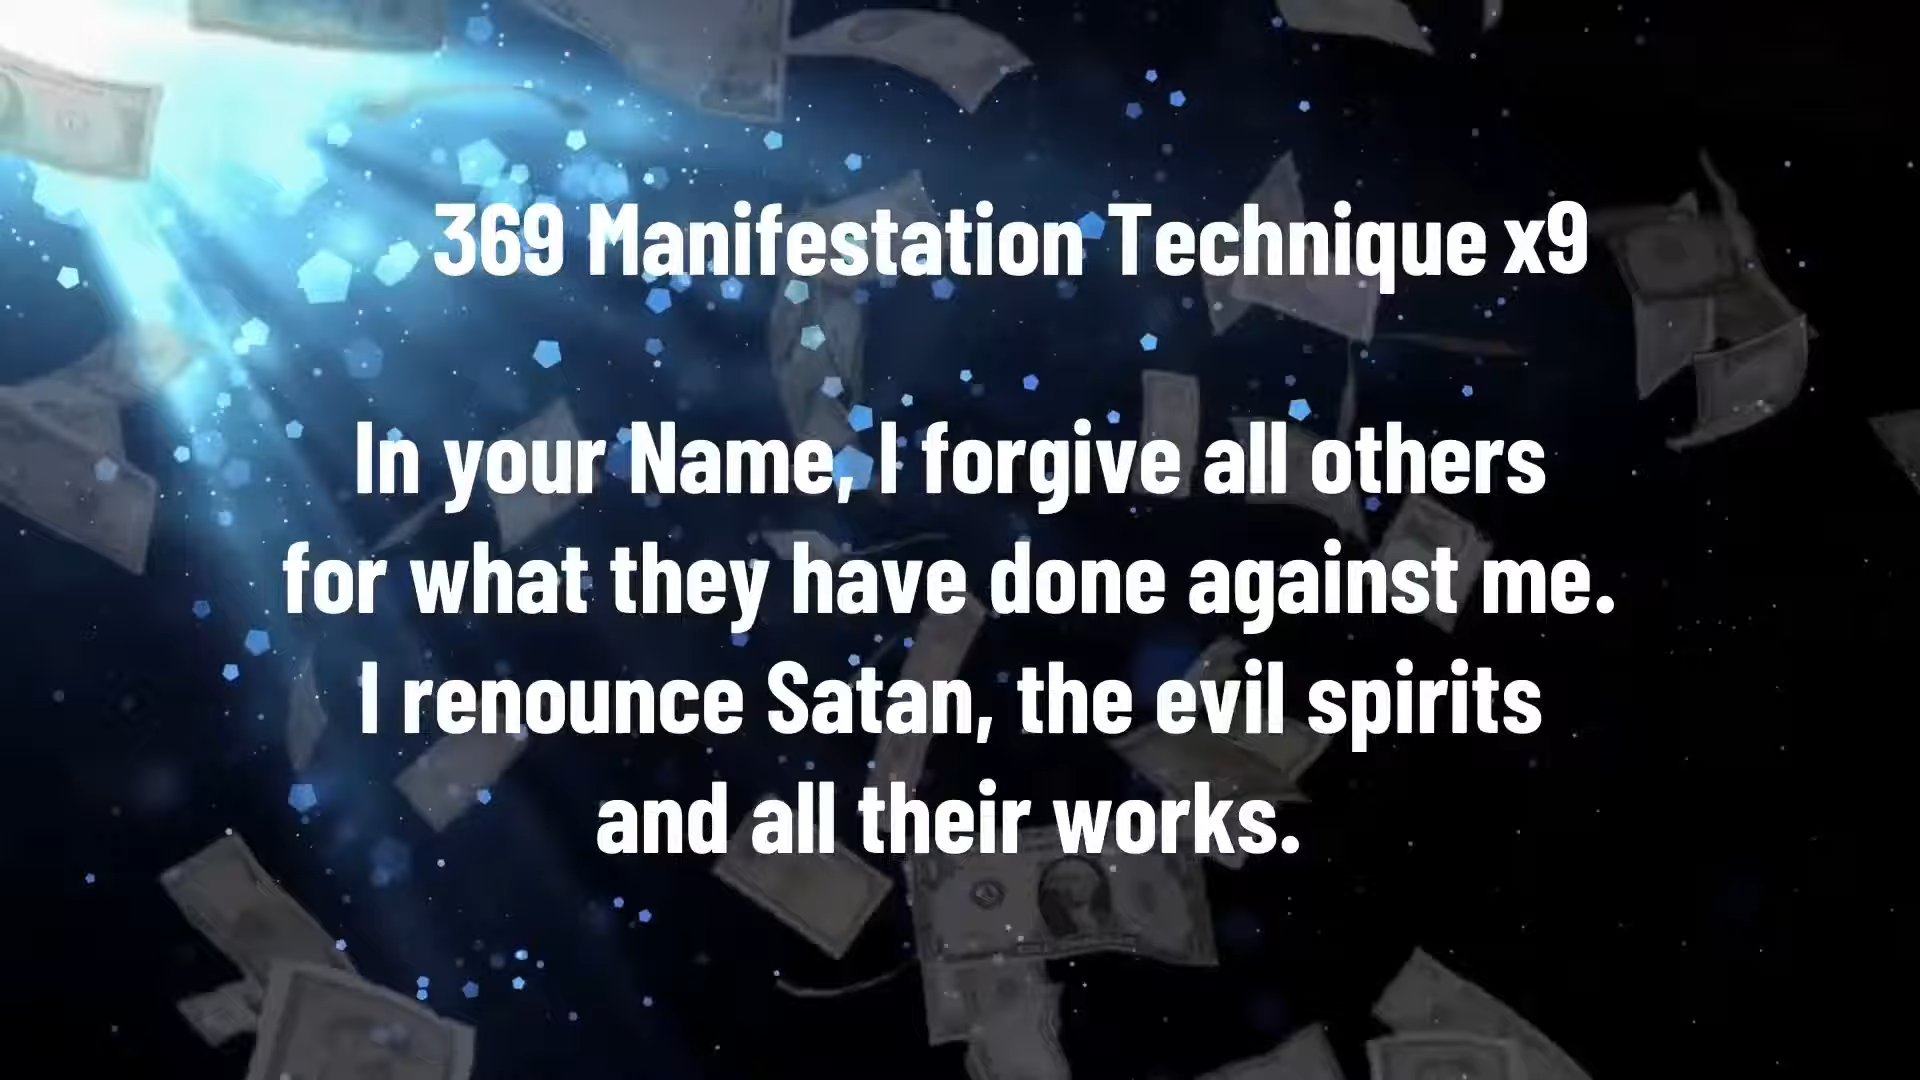 369 Manifestation Technique x9
In your Name, I forgive all others
for what they have done against me.
I renounce Satan, the evil spirits
and all their works.